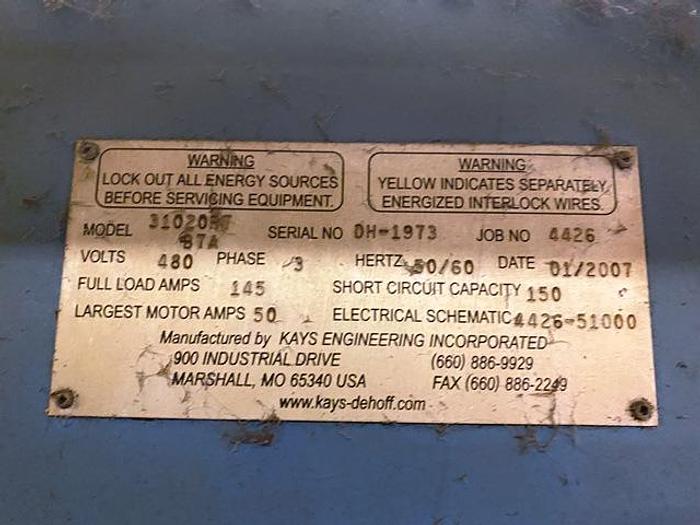 WARNING
LOCK OUT ALL ENERGY SOURCES
BEFORE SERVICING EQUIPMENT.
WARNING
YELLOW INDICATES SEPARATELY
ENERGIZED INTERLOCK WIRES.
MODEL SERIAL NO DH-1973 JOB NO 4426
VOLTS 480 PHASE 3 HERTZ 50/60 DATE 01/2007
FULL LOAD AMPS 145 SHORT CIRCUIT CAPACITY 150
LARGEST MOTOR AMPS 50 ELECTRICAL SCHEMATIC 4426-51000
Manufactured by KAYS ENGINEERING INCORPORATED
900 INDUSTRIAL DRIVE (660) 886-9929
MARSHALL, MO 65340 USA FAX (660) 886-2249
www.kays-dehoff.com